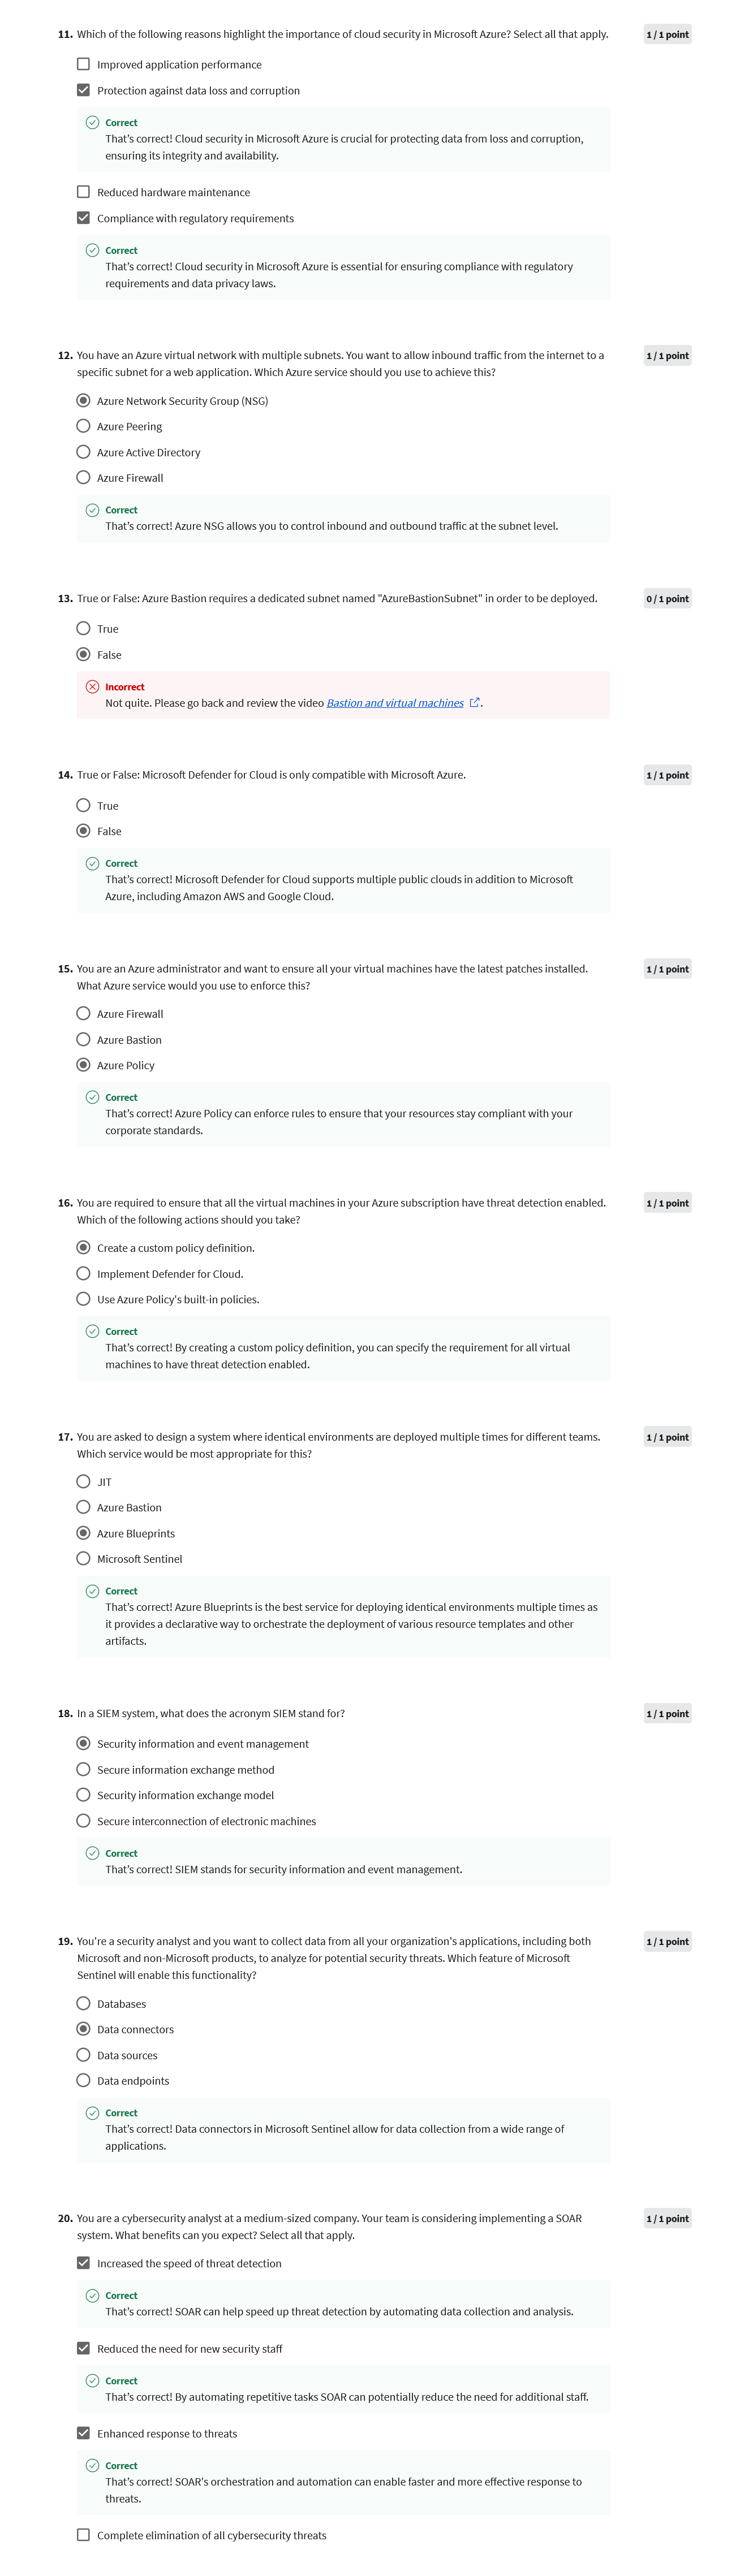 11. Which of the following reasons highlight the importance of cloud security in Microsoft Azure? Select all that apply.
1 / 1 point
Improved application performance
Protection against data loss and corruption
Correct
That's correct! Cloud security in Microsoft Azure is crucial for protecting data from loss and corruption,
ensuring its integrity and availability.
Reduced hardware maintenance
Compliance with regulatory requirements
Correct
That's correct! Cloud security in Microsoft Azure is essential for ensuring compliance with regulatory
requirements and data privacy laws.
12. You have an Azure virtual network with multiple subnets. You want to allow inbound traffic from the internet to a
specific subnet for a web application. Which Azure service should you use to achieve this?
1 / 1 point
Azure Network Security Group (NSG)
Azure Peering
Azure Active Directory
Azure Firewall
Correct
That's correct! Azure NSG allows you to control inbound and outbound traffic at the subnet level.
13. True or False: Azure Bastion requires a dedicated subnet named "AzureBastionSubnet" in order to be deployed.
0 / 1 point
True
False
Incorrect
Not quite. Please go back and review the video Bastion and virtual machines.
14. True or False: Microsoft Defender for Cloud is only compatible with Microsoft Azure.
1 / 1 point
True
False
Correct
That's correct! Microsoft Defender for Cloud supports multiple public clouds in addition to Microsoft
Azure, including Amazon AWS and Google Cloud.
15. You are an Azure administrator and want to ensure all your virtual machines have the latest patches installed.
What Azure service would you use to enforce this?
1 / 1 point
Azure Firewall
Azure Bastion
Azure Policy
Correct
That's correct! Azure Policy can enforce rules to ensure that your resources stay compliant with your
corporate standards.
16. You are required to ensure that all the virtual machines in your Azure subscription have threat detection enabled.
Which of the following actions should you take?
1 / 1 point
Create a custom policy definition.
Implement Defender for Cloud.
Use Azure Policy's built-in policies.
Correct
That's correct! By creating a custom policy definition, you can specify the requirement for all virtual
machines to have threat detection enabled.
17. You are asked to design a system where identical environments are deployed multiple times for different teams.
Which service would be most appropriate for this?
1 / 1 point
JIT
Azure Bastion
Azure Blueprints
Microsoft Sentinel
Correct
That's correct! Azure Blueprints is the best service for deploying identical environments multiple times as
it provides a declarative way to orchestrate the deployment of various resource templates and other
artifacts.
18. In a SIEM system, what does the acronym SIEM stand for?
1 / 1 point
Security information and event management
Secure information exchange method
Security information exchange model
Secure interconnection of electronic machines
Correct
That's correct! SIEM stands for security information and event management.
19. You're a security analyst and you want to collect data from all your organization's applications, including both
Microsoft and non-Microsoft products, to analyze for potential security threats. Which feature of Microsoft
Sentinel will enable this functionality?
1 / 1 point
Databases
Data connectors
Data sources
Data endpoints
Correct
That's correct! Data connectors in Microsoft Sentinel allow for data collection from a wide range of
applications.
20. You are a cybersecurity analyst at a medium-sized company. Your team is considering implementing a SOAR
system. What benefits can you expect? Select all that apply.
1 / 1 point
Increased the speed of threat detection
Correct
That's correct! SOAR can help speed up threat detection by automating data collection and analysis.
Reduced the need for new security staff
Correct
That's correct! By automating repetitive tasks SOAR can potentially reduce the need for additional staff.
Enhanced response to threats
Correct
That's correct! SOAR's orchestration and automation can enable faster and more effective response to
threats.
Complete elimination of all cybersecurity threats